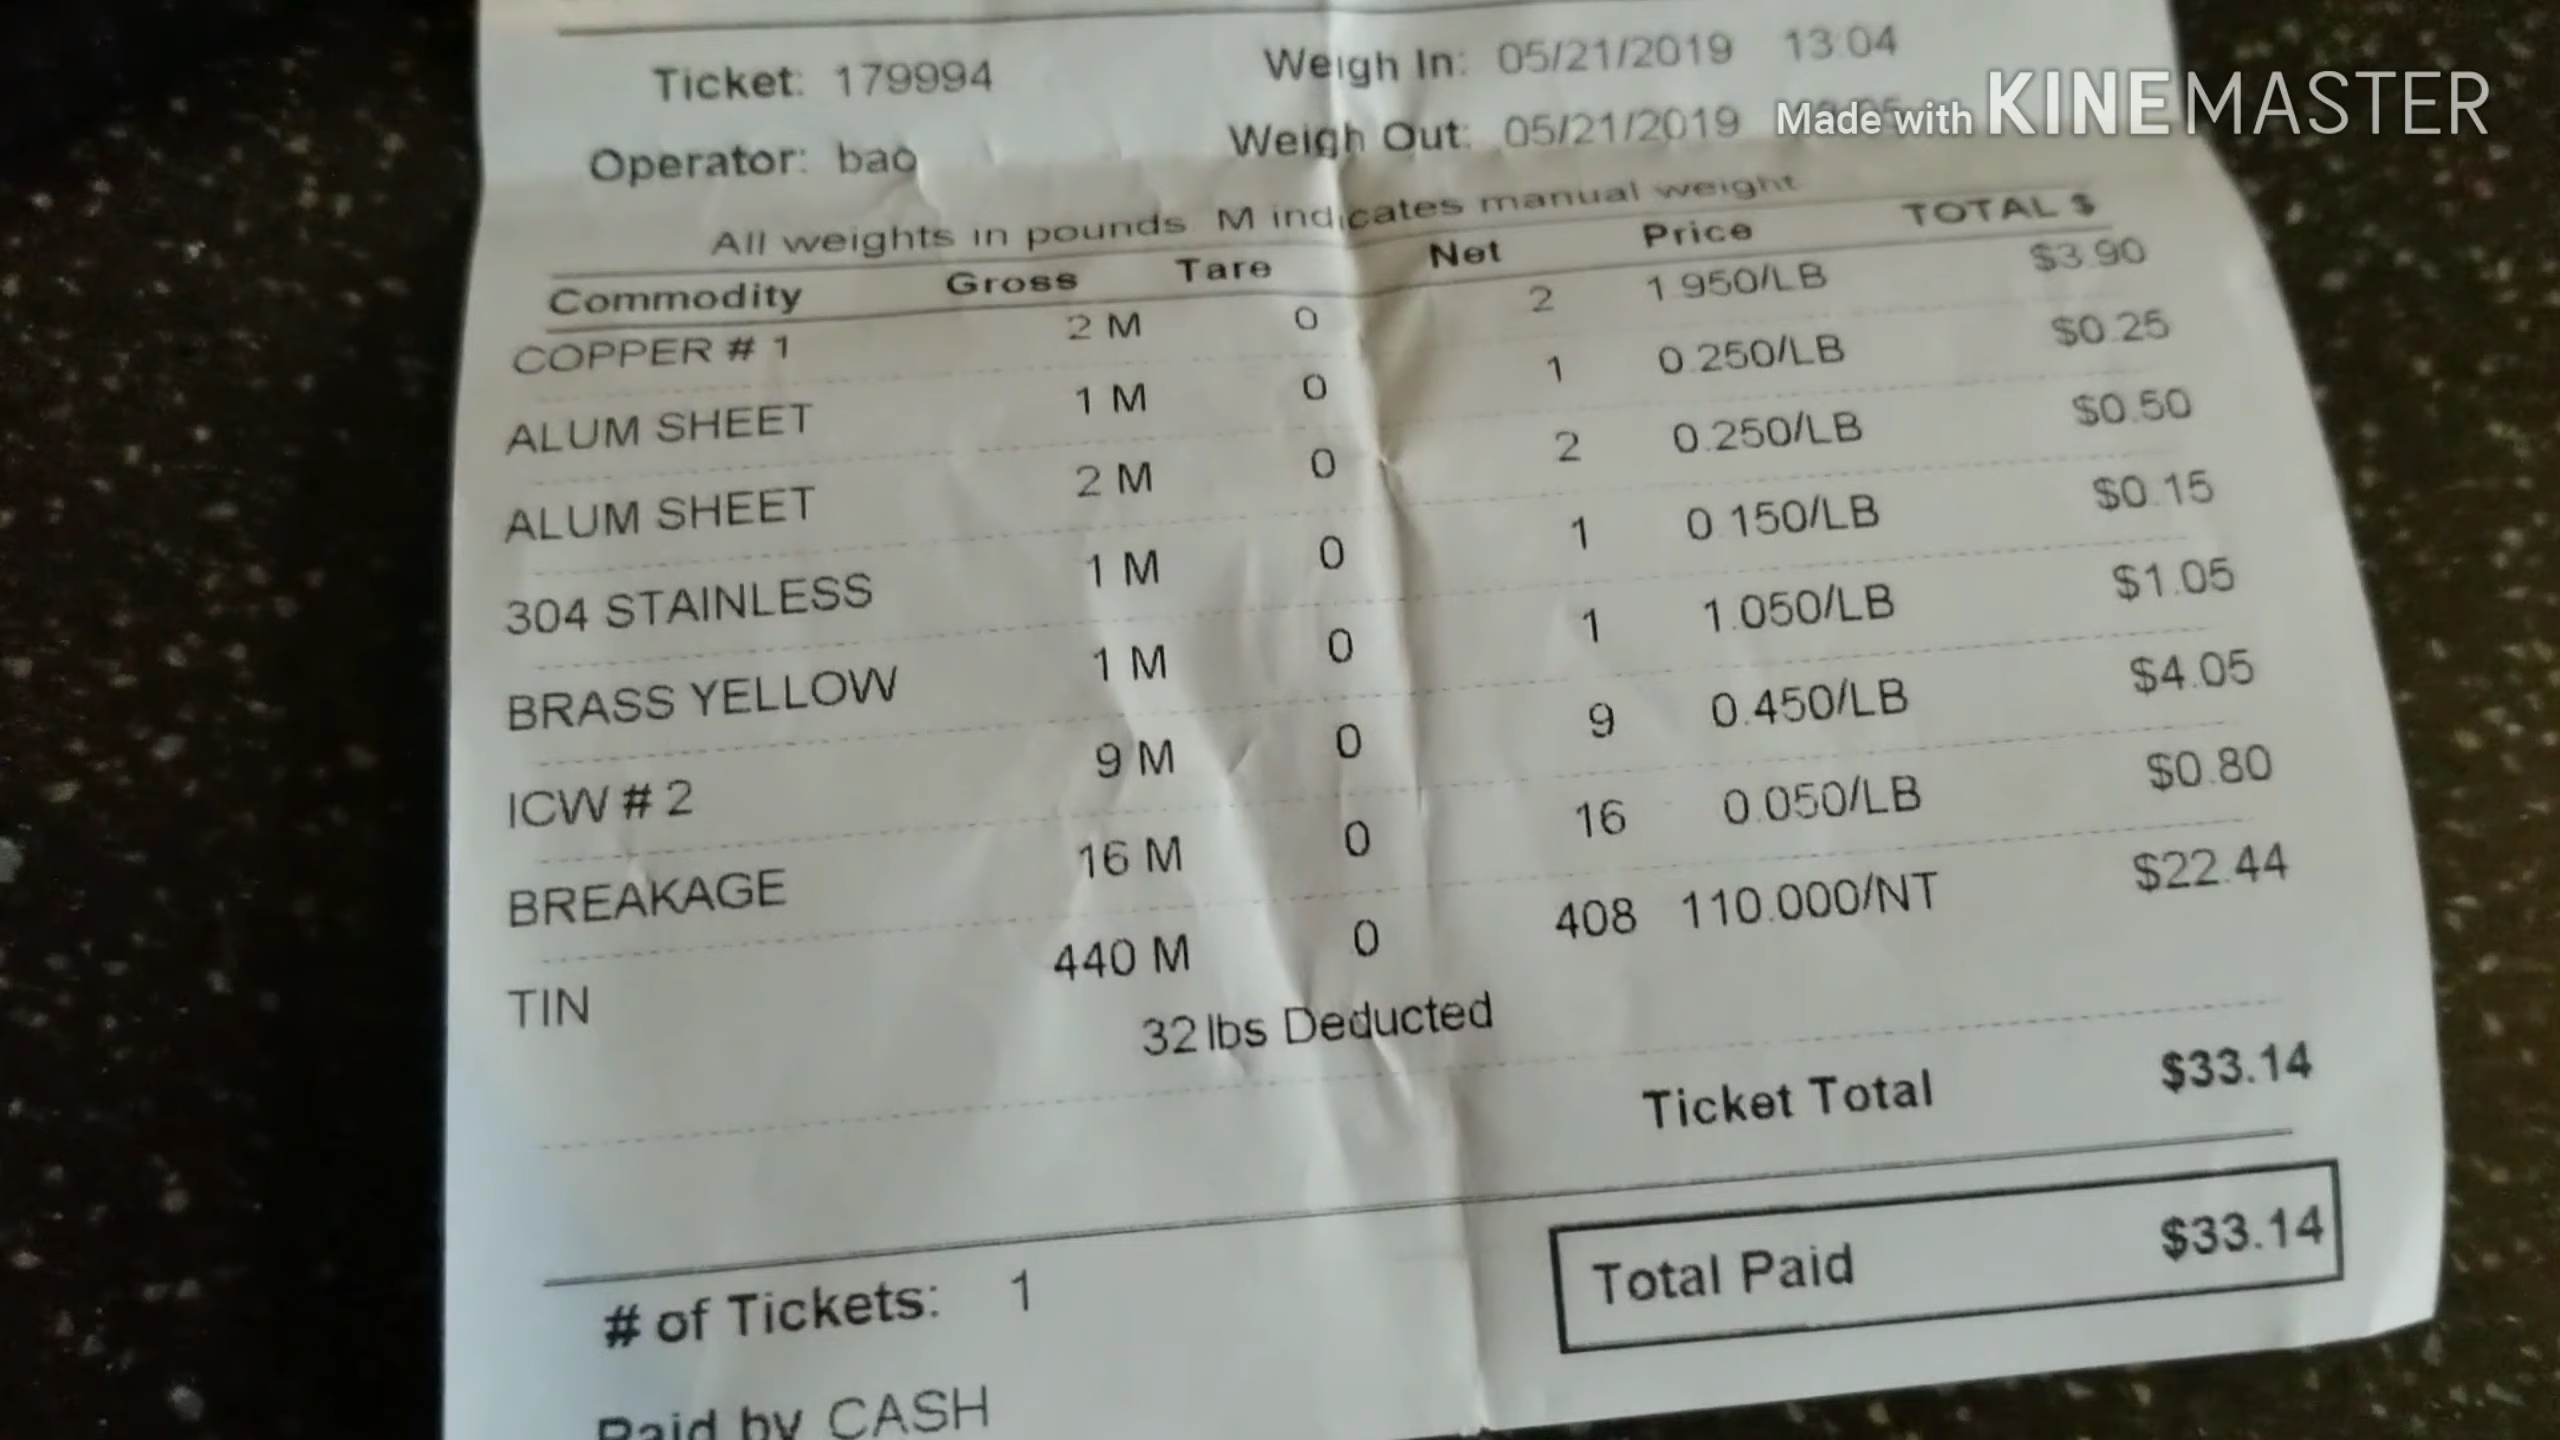 Ticket: 179994 Weigh In: 05/21/2019 13:04
Made with KINEMASTER
Operator: bao Weigh Out: 05/21/2019
All weights in pounds. M indicates manual weight
Commodity Gross Tare Net Price TOTAL $
COPPER # 1 2 M 0 2 1.950/LB $3.90
ALUM SHEET 1 M 0 1 0.250/LB $0.25
ALUM SHEET 2 M 0 2 0.250/LB $0.50
304 STAINLESS 1 M 0 1 0.150/LB $0.15
BRASS YELLOW 1 M 0 1 1.050/LB $1.05
ICW # 2 9 M 0 9 0.450/LB $4.05
BREAKAGE 16 M 0 16 0.050/LB $0.80
TIN 440 M 0 408 110.000/NT $22.44
32 lbs Deducted
Ticket Total $33.14
Total Paid $33.14
# of Tickets: 1
Paid by CASH